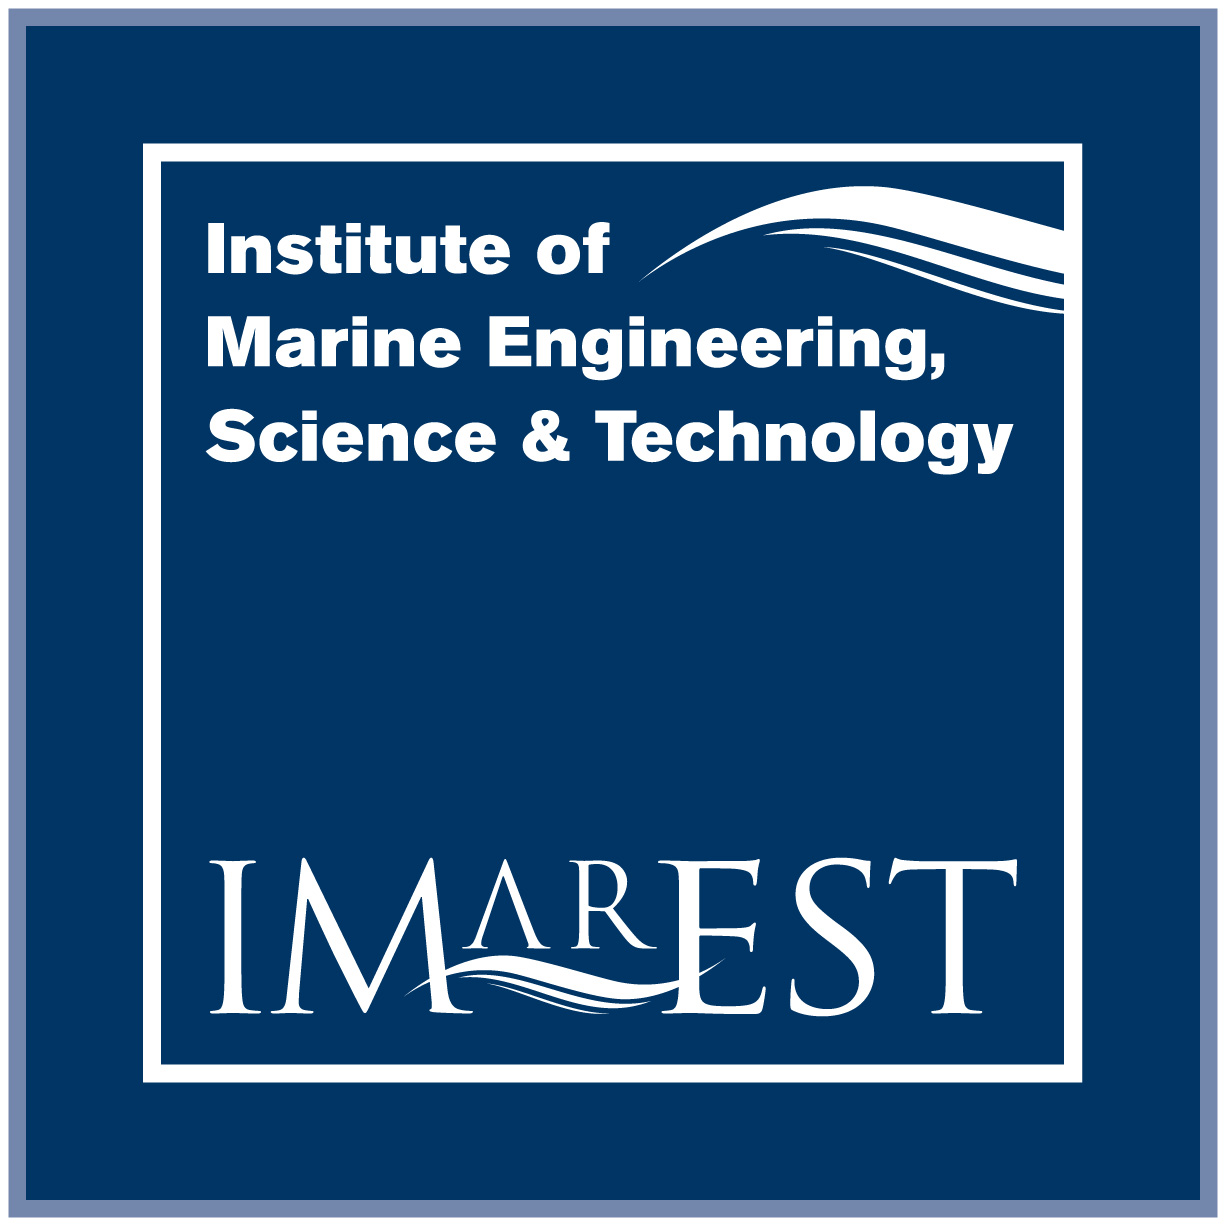 Institute of
Marine Engineering,
Science & Technology
IMAREST